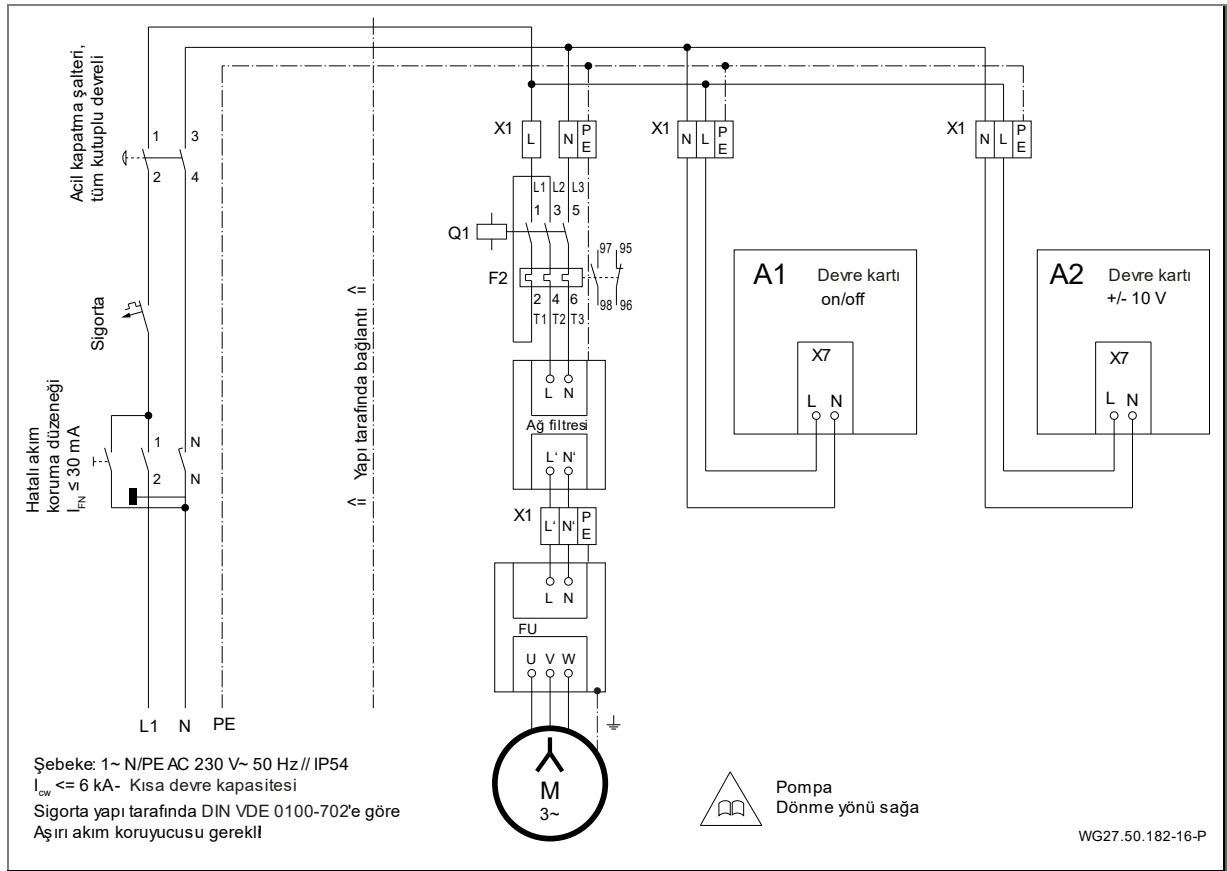 Acil kapatma şalteri,
tüm kutuplu devreli
1 3
2 4
Sigorta
Hatalı akım
koruma düzeneği
I_FN ≤ 30 mA
1 N
2 N
L1 N PE
<= Yapı tarafında bağlantı <=
X1 L N PE
L1 L2 L3
1 3 5
Q1
97 95
F2
98 96
2 4 6
T1 T2 T3
L N
Ağ filtresi
L' N'
X1 L' N' PE
L N
FU
U V W
M
3~
X1 N L PE
A1 Devre kartı
on/off
X7
L N
X1 N L PE
A2 Devre kartı
+/- 10 V
X7
L N
Şebeke: 1~ N/PE AC 230 V~ 50 Hz // IP54
I_cw <= 6 kA- Kısa devre kapasitesi
Sigorta yapı tarafında DIN VDE 0100-702'e göre
Aşırı akım koruyucusu gerekli!
Pompa
Dönme yönü sağa
WG27.50.182-16-P